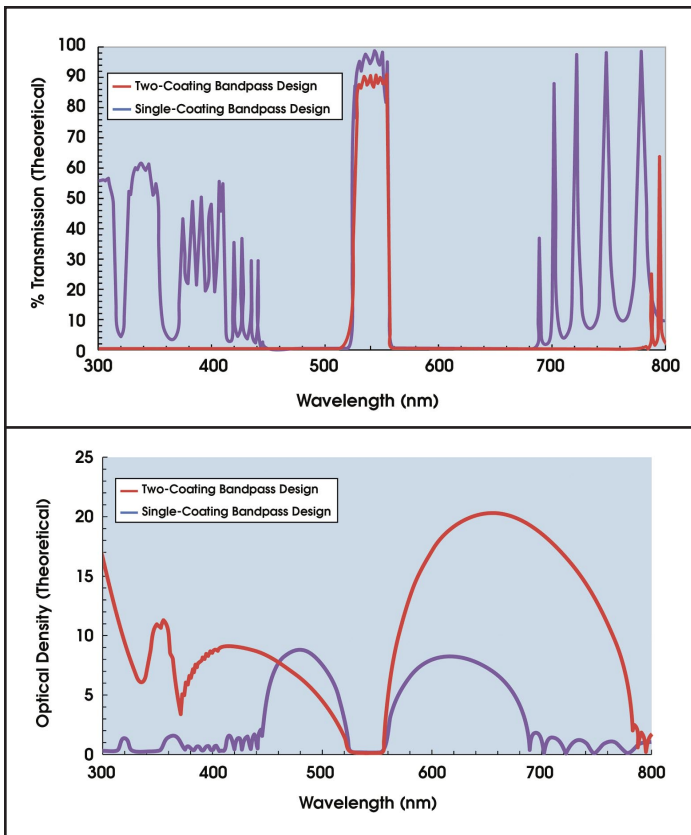 100
90
80
70
60
50
40
30
20
10
0
% Transmission (Theoretical)
Two-Coating Bandpass Design
Single-Coating Bandpass Design
300 400 500 600 700 800
Wavelength (nm)
25
20
15
10
5
0
Optical Density (Theoretical)
Two-Coating Bandpass Design
Single-Coating Bandpass Design
300 400 500 600 700 800
Wavelength (nm)